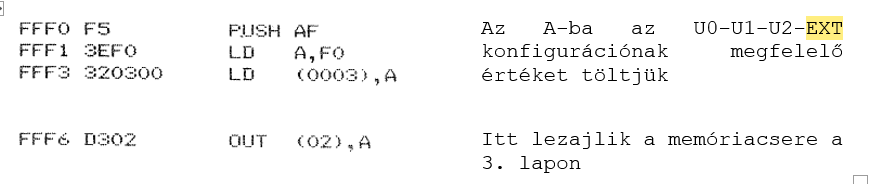 FFF0 F5 PUSH AF Az A-ba az U0-U1-U2-EXT
FFF1 3EF0 LD A,F0 konfigurációnak megfelelő
FFF3 320300 LD (0003),A értéket töltjük
FFF6 D302 OUT (02),A Itt lezajlik a memóriacsere a
3. lapon